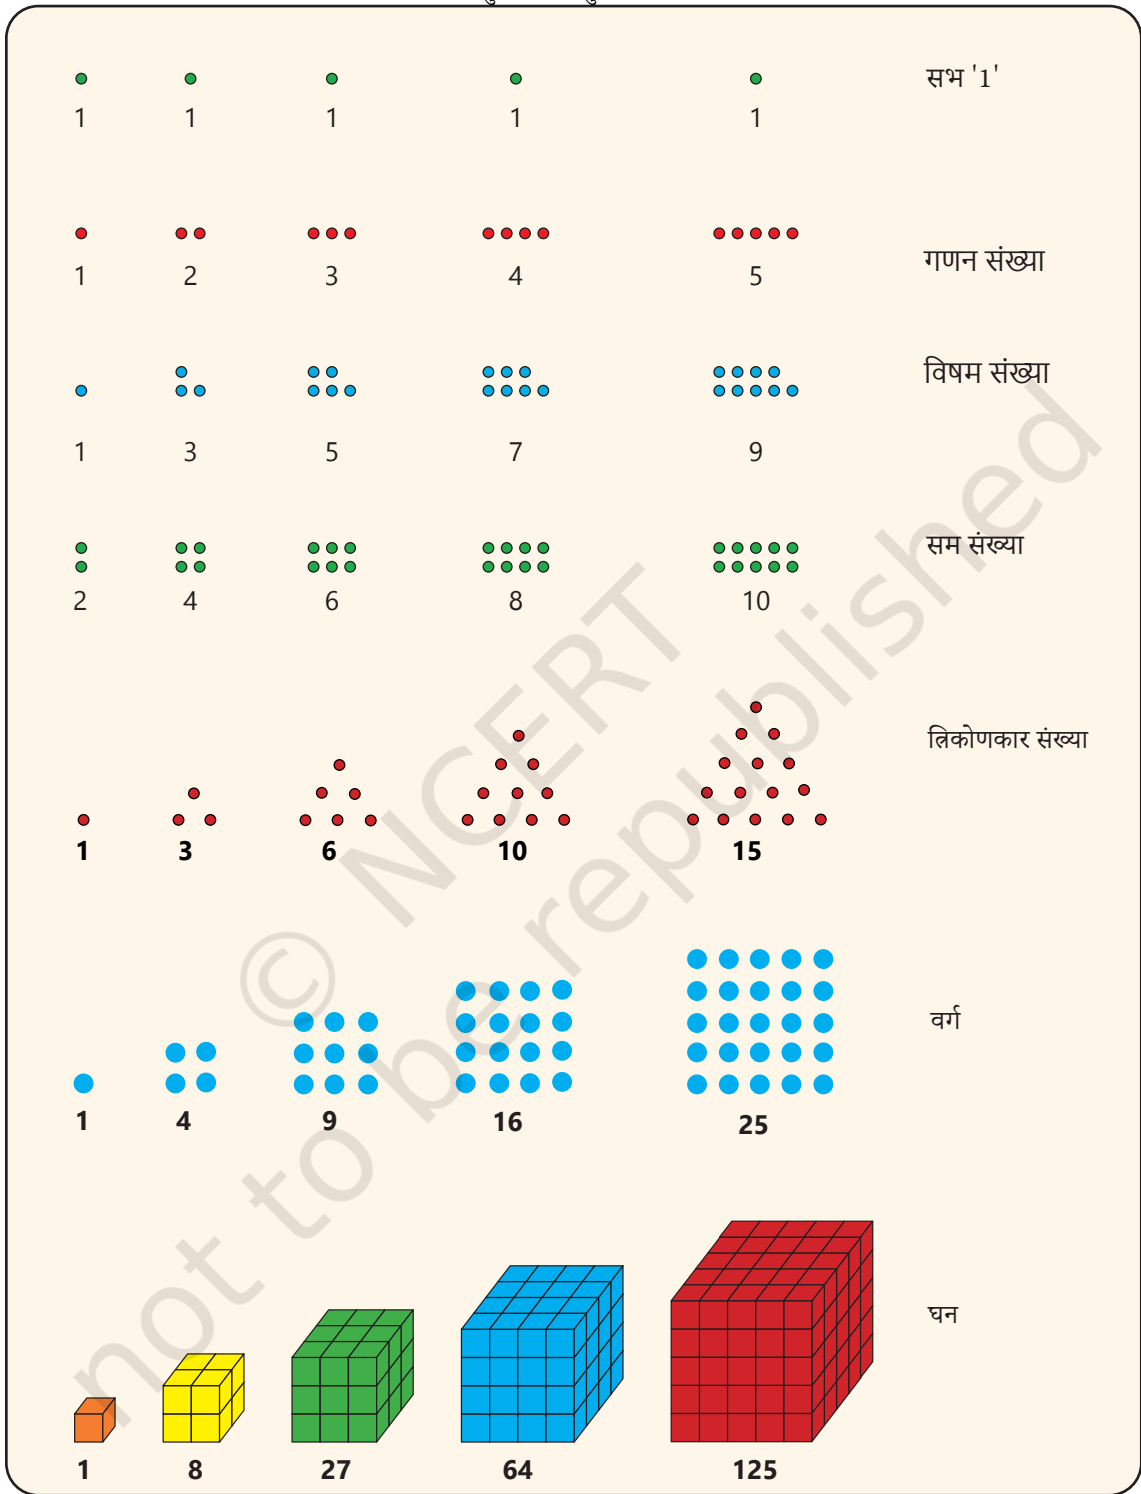 सभ '1'
1 1 1 1 1
1 2 3 4 5
गणन संख्या
विषम संख्या
1 3 5 7 9
सम संख्या
2 4 6 8 10
त्रिकोणकार संख्या
1 3 6 10 15
वर्ग
1 4 9 16 25
घन
1 8 27 64 125
© NCERT
not to be republished